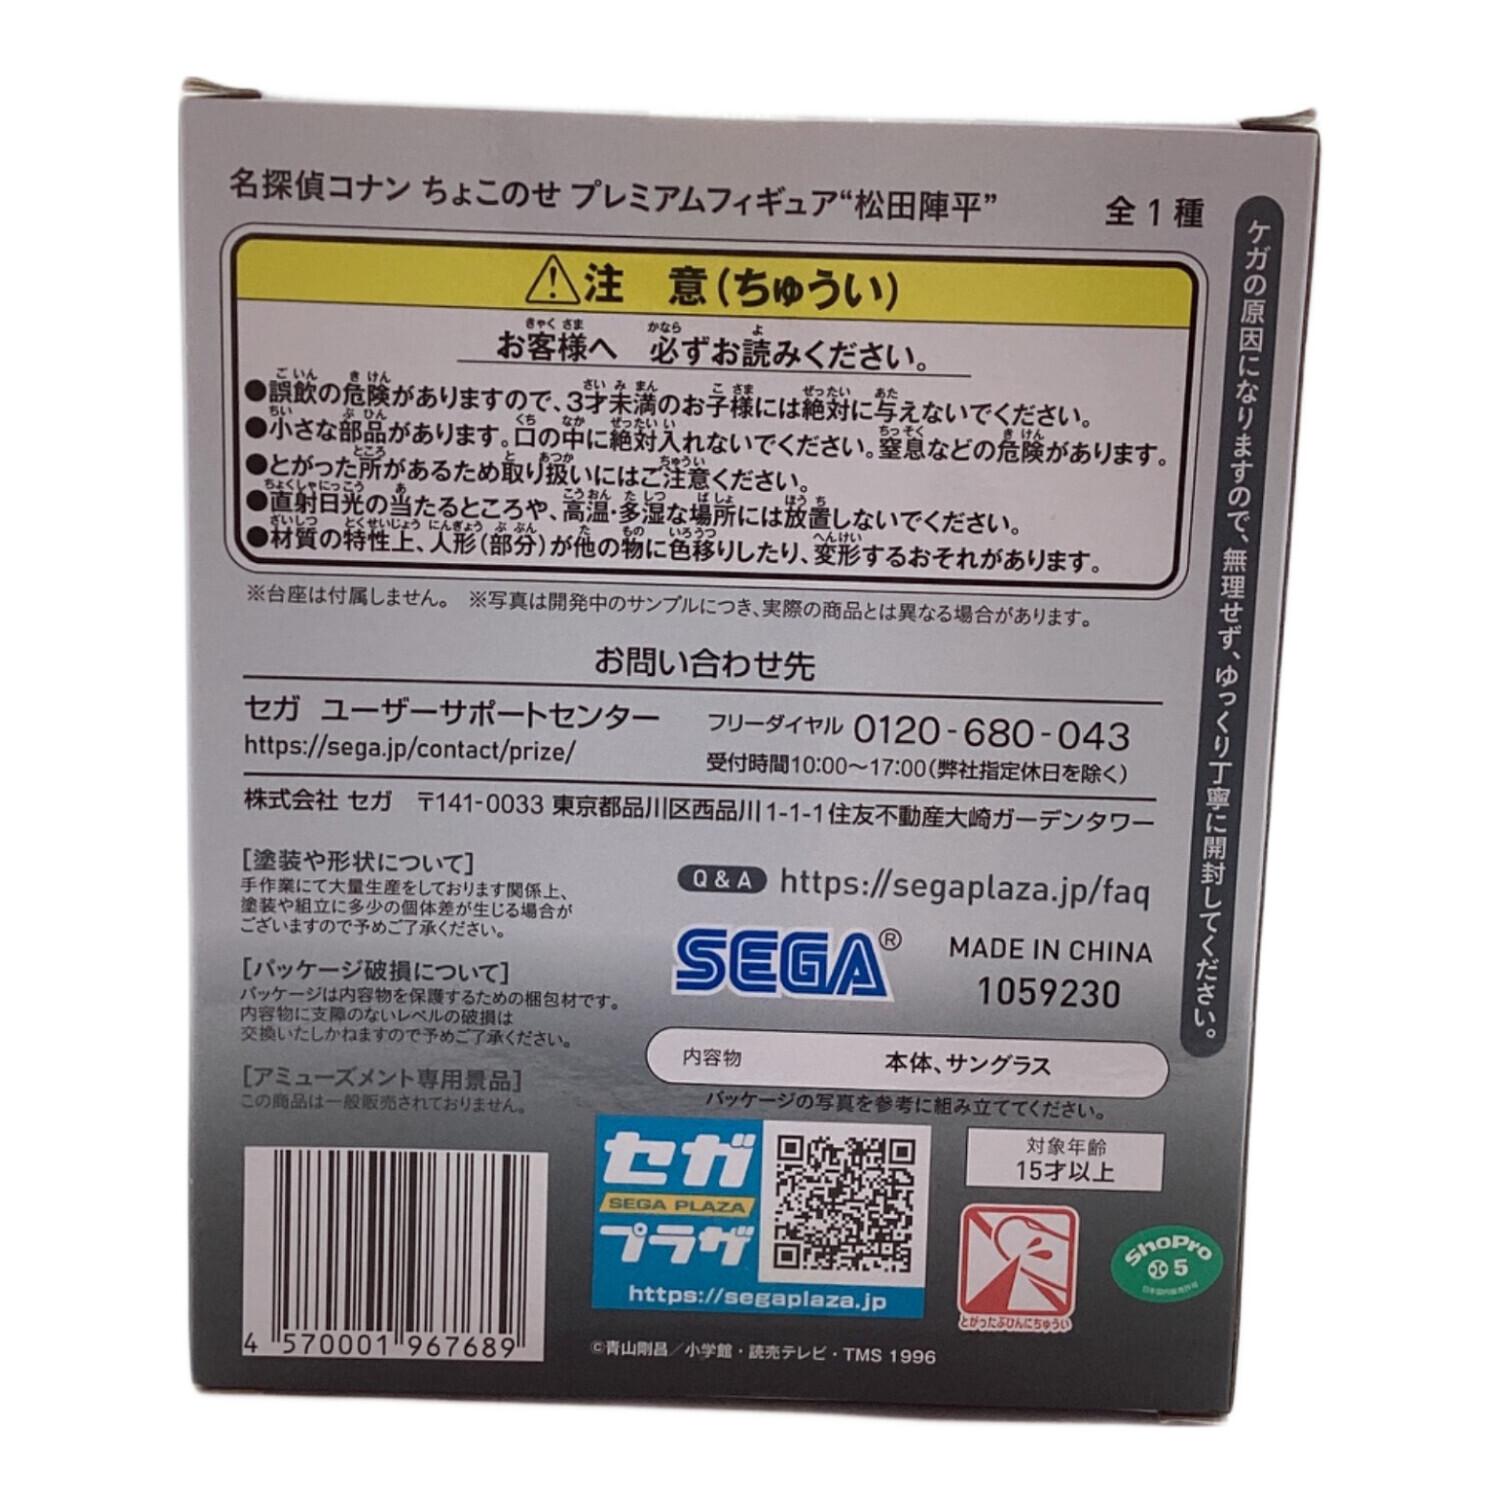 名探偵コナン ちょこのせ プレミアムフィギュア“松田陣平”
全1種
⚠注 意(ちゅうい)
お客様へ 必ずお読みください。
●誤飲の危険がありますので、3才未満のお子様には絶対に与えないでください。
●小さな部品があります。口の中に絶対入れないでください。窒息などの危険があります。
●とがった所があるため取り扱いにはご注意ください。
●直射日光の当たるところや、高温・多湿な場所には放置しないでください。
●材質の特性上、人形(部分)が他の物に色移りしたり、変形するおそれがあります。
※台座は付属しません。 ※写真は開発中のサンプルにつき、実際の商品とは異なる場合があります。
ケガの原因になりますので、無理せず、ゆっくり丁寧に開封してください。
お問い合わせ先
セガ ユーザーサポートセンター
https://sega.jp/contact/prize/
フリーダイヤル 0120-680-043
受付時間10:00〜17:00(弊社指定休日を除く)
株式会社 セガ 〒141-0033 東京都品川区西品川1-1-1住友不動産大崎ガーデンタワー
[塗装や形状について]
手作業にて大量生産をしております関係上、
塗装や組立に多少の個体差が生じる場合が
ございますので予めご了承ください。
[パッケージ破損について]
パッケージは内容物を保護するための梱包材です。
内容物に支障のないレベルの破損は
交換いたしかねますので予めご了承ください。
[アミューズメント専用景品]
この商品は一般販売されておりません。
Q&A https://segaplaza.jp/faq
SEGA®
MADE IN CHINA
1059230
内容物 本体、サングラス
パッケージの写真を参考に組み立ててください。
セガ
SEGA PLAZA
プラザ
https://segaplaza.jp
対象年齢
15才以上
とがったぶひんにちゅうい
ShoPro
5
日本国内販売許可
4 570001 967689
©青山剛昌/小学館・読売テレビ・TMS 1996